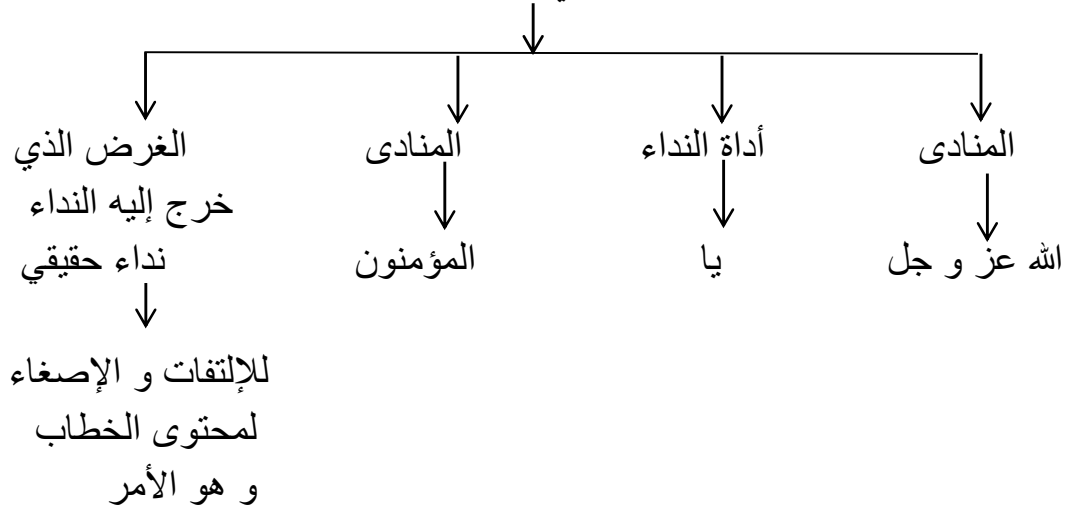 المنادى أداة النداء المنادى الغرض الذي
خرج إليه النداء
الله عز و جل يا المؤمنون نداء حقيقي
للإلتفات و الإصغاء
لمحتوى الخطاب
و هو الأمر